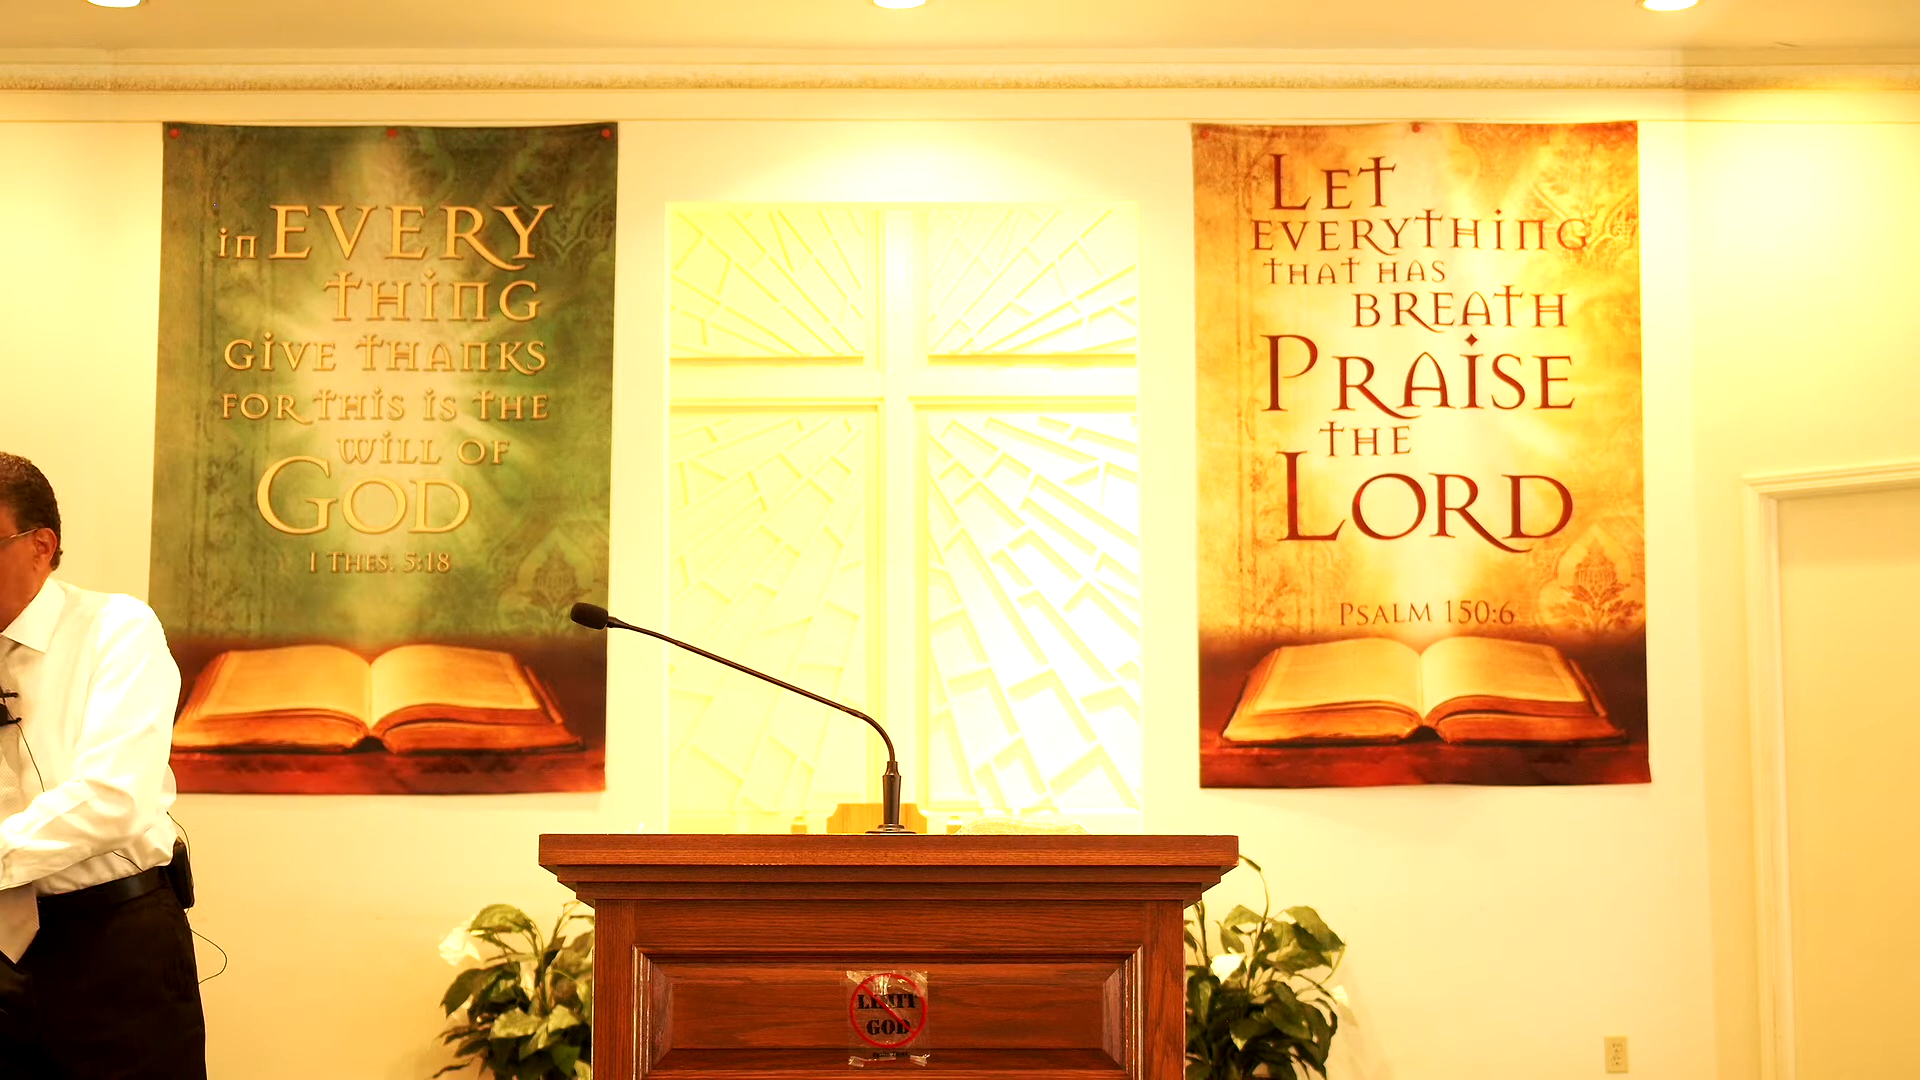 in EVERY
THING
GIVE THANKS
FOR THIS IS THE
WILL OF
GOD
I THES. 5:18
LET
EVERYTHING
THAT HAS
BREATH
PRAISE
THE
LORD
PSALM 150:6
LIMIT
GOD